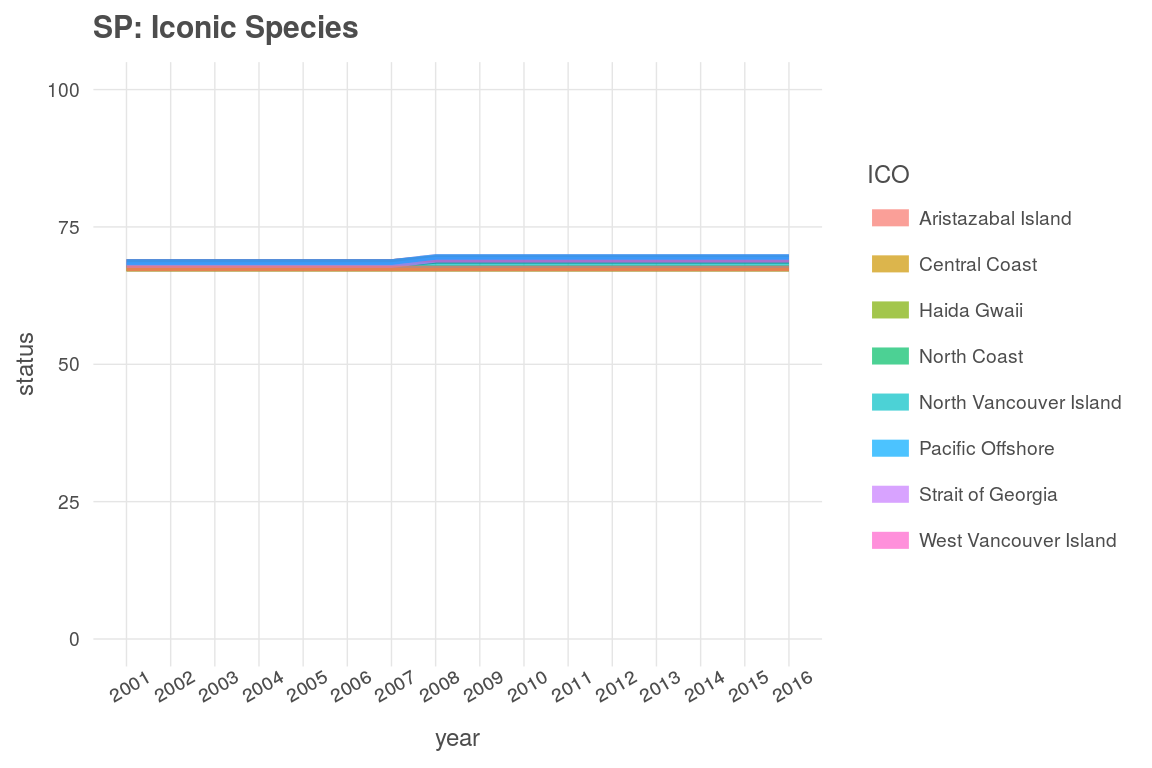 SP: Iconic Species
100
75
50
25
0
status
2001 2002 2003 2004 2005 2006 2007 2008 2009 2010 2011 2012 2013 2014 2015 2016
year
ICO
Aristazabal Island
Central Coast
Haida Gwaii
North Coast
North Vancouver Island
Pacific Offshore
Strait of Georgia
West Vancouver Island